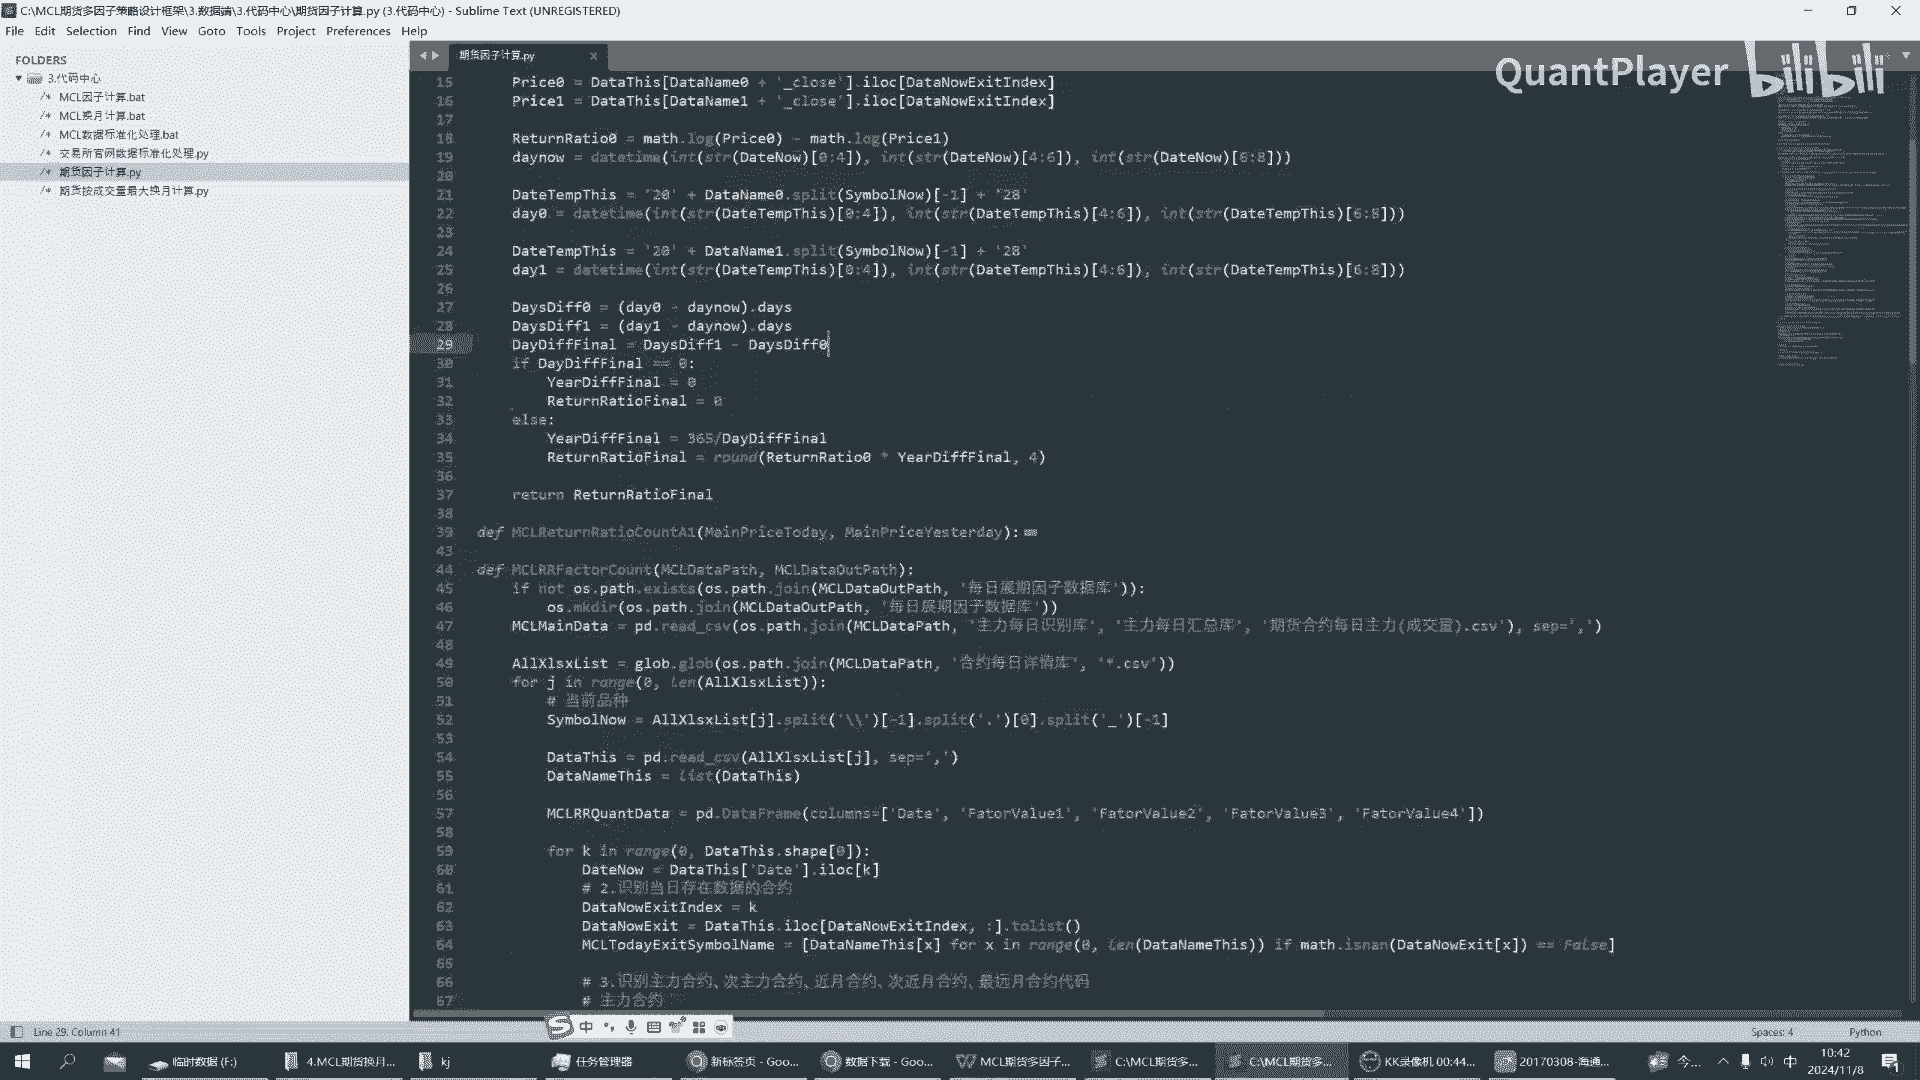 C:\MCL期货多因子策略设计框架\3.数据端\3.代码中心\期货因子计算.py (3.代码中心) - Sublime Text (UNREGISTERED)
File Edit Selection Find View Goto Tools Project Preferences Help
FOLDERS
3.代码中心
/* MCL因子计算.bat
/* MCL换月计算.bat
/* MCL数据标准化处理.bat
/* 交易所官网数据标准化处理.py
/* 期货因子计算.py
/* 期货按成交量最大换月计算.py
期货因子计算.py
QuantPlayer bilibili
15 Price0 = DataThis[DataName0 + '_close'].iloc[DataNowExitIndex]
16 Price1 = DataThis[DataName1 + '_close'].iloc[DataNowExitIndex]
17
18 ReturnRatio0 = math.log(Price0) - math.log(Price1)
19 daynow = datetime(int(str(DateNow)[0:4]), int(str(DateNow)[4:6]), int(str(DateNow)[6:8]))
20
21 DateTempThis = '20' + DataName0.split(SymbolNow)[-1] + '28'
22 day0 = datetime(int(str(DateTempThis)[0:4]), int(str(DateTempThis)[4:6]), int(str(DateTempThis)[6:8]))
23
24 DateTempThis = '20' + DataName1.split(SymbolNow)[-1] + '28'
25 day1 = datetime(int(str(DateTempThis)[0:4]), int(str(DateTempThis)[4:6]), int(str(DateTempThis)[6:8]))
26
27 DaysDiff0 = (day0 - daynow).days
28 DaysDiff1 = (day1 - daynow).days
29 DayDiffFinal = DaysDiff1 - DaysDiff0
30 if DayDiffFinal == 0:
31 YearDiffFinal = 0
32 ReturnRatioFinal = 0
33 else:
34 YearDiffFinal = 365/DayDiffFinal
35 ReturnRatioFinal = round(ReturnRatio0 * YearDiffFinal, 4)
36
37 return ReturnRatioFinal
38
39 def MCLReturnRatioCountA1(MainPriceToday, MainPriceYesterday):
43
44 def MCLRRFactorCount(MCLDataPath, MCLDataOutPath):
45 if not os.path.exists(os.path.join(MCLDataOutPath, '每日展期因子数据库')):
46 os.mkdir(os.path.join(MCLDataOutPath, '每日展期因子数据库'))
47 MCLMainData = pd.read_csv(os.path.join(MCLDataPath, '主力每日识别库', '主力每日汇总库', '期货合约每日主力(成交量).csv'), sep=',')
48
49 AllXlsxList = glob.glob(os.path.join(MCLDataPath, '合约每日详情库', '*.csv'))
50 for j in range(0, len(AllXlsxList)):
51 # 当前品种
52 SymbolNow = AllXlsxList[j].split('\\')[-1].split('.')[0].split('_')[-1]
53
54 DataThis = pd.read_csv(AllXlsxList[j], sep=',')
55 DataNameThis = list(DataThis)
56
57 MCLRRQuantData = pd.DataFrame(columns=['Date', 'FatorValue1', 'FatorValue2', 'FatorValue3', 'FatorValue4'])
58
59 for k in range(0, DataThis.shape[0]):
60 DateNow = DataThis['Date'].iloc[k]
61 # 2.识别当日存在数据的合约
62 DataNowExitIndex = k
63 DataNowExit = DataThis.iloc[DataNowExitIndex, :].tolist()
64 MCLTodayExitSymbolName = [DataNameThis[x] for x in range(0, len(DataNameThis)) if math.isnan(DataNowExit[x]) == False]
65
66 # 3.识别主力合约、次主力合约、近月合约、次近月合约、最远月合约代码
67 # 主力合约
Line 29, Column 41 Spaces: 4 Python
中
临时数据 (F:) 4.MCL期货换月... kj 任务管理器 新标签页 - Goo... 数据下载 - Goo... MCL期货多因子... C:\MCL期货多... C:\MCL期货多... KK录像机 00:44... 20170308-海通... 今... 中 10:42
2024/11/8